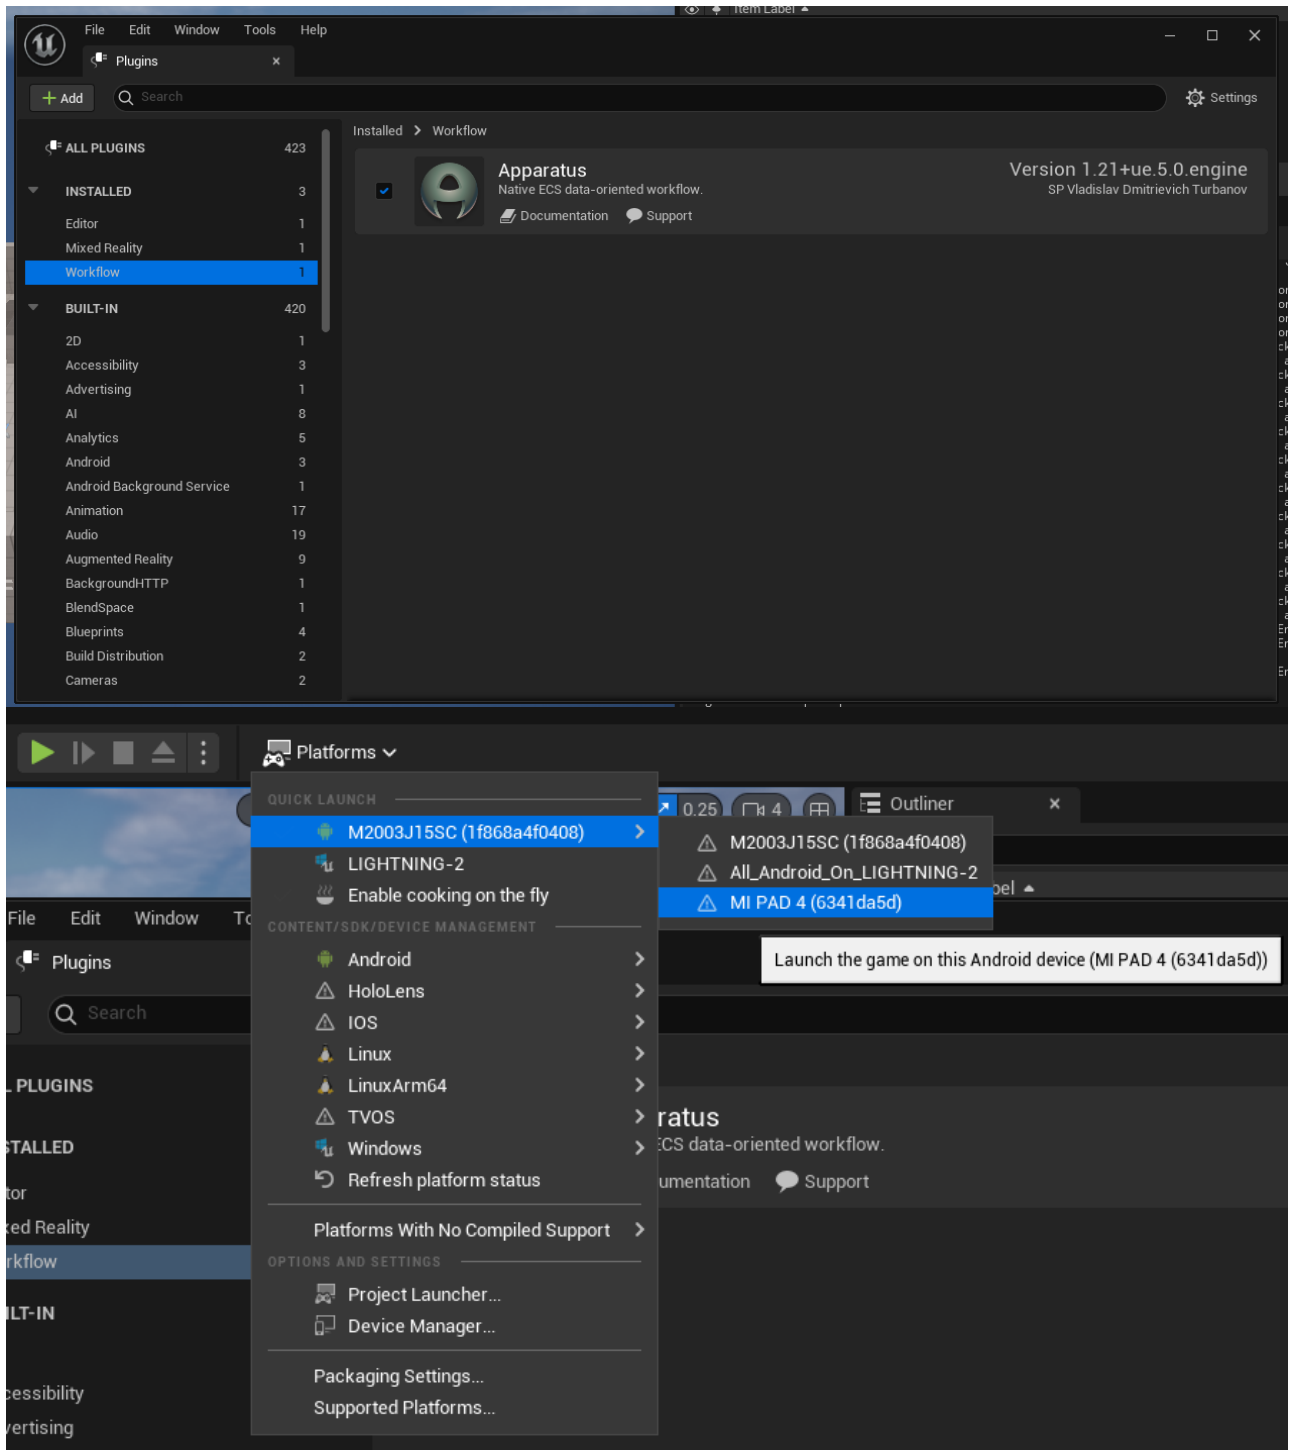 Item Label
File Edit Window Tools Help
Plugins
+ Add Search Settings
Installed > Workflow
ALL PLUGINS 423
INSTALLED 3
Editor 1
Mixed Reality 1
Workflow 1
BUILT-IN 420
2D 1
Accessibility 3
Advertising 1
AI 8
Analytics 5
Android 3
Android Background Service 1
Animation 17
Audio 19
Augmented Reality 9
BackgroundHTTP 1
BlendSpace 1
Blueprints 4
Build Distribution 2
Cameras 2
Apparatus
Native ECS data-oriented workflow.
Documentation Support
Version 1.21+ue.5.0.engine
SP Vladislav Dmitrievich Turbanov
Platforms
QUICK LAUNCH
M2003J15SC (1f868a4f0408)
LIGHTNING-2
Enable cooking on the fly
CONTENT/SDK/DEVICE MANAGEMENT
Android
HoloLens
IOS
Linux
LinuxArm64
TVOS
Windows
Refresh platform status
Platforms With No Compiled Support
OPTIONS AND SETTINGS
Project Launcher...
Device Manager...
Packaging Settings...
Supported Platforms...
0.25 4
Outliner
M2003J15SC (1f868a4f0408)
All_Android_On_LIGHTNING-2
MI PAD 4 (6341da5d)
bel
Launch the game on this Android device (MI PAD 4 (6341da5d))
File Edit Window To
Plugins
Search
L PLUGINS
STALLED
tor
xed Reality
rkflow
ILT-IN
cessibility
vertising
ratus
ECS data-oriented workflow.
umentation Support